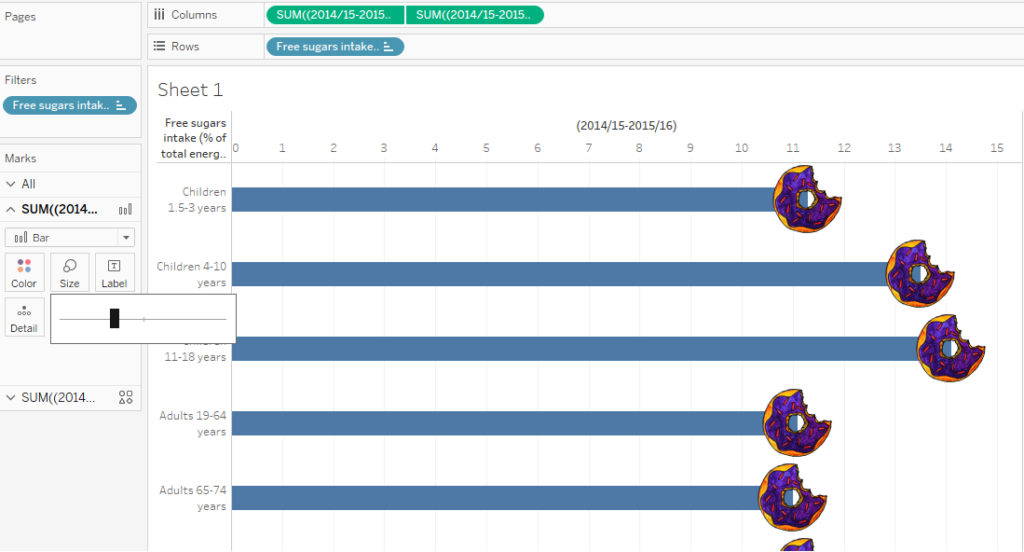 Pages
Columns
SUM((2014/15-2015..
SUM((2014/15-2015..
Rows
Free sugars intake..
Filters
Free sugars intak..
Marks
All
SUM((2014...
Bar
Color
Size
Label
Detail
SUM((2014...
Sheet 1
Free sugars
intake (% of
total energ..
(2014/15-2015/16)
0 1 2 3 4 5 6 7 8 9 10 11 12 13 14 15
Children
1.5-3 years
Children 4-10
years
11-18 years
Adults 19-64
years
Adults 65-74
years